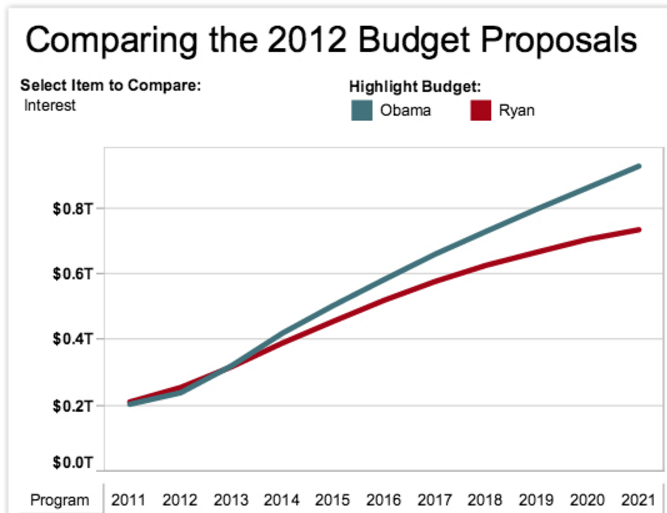 Comparing the 2012 Budget Proposals
Select Item to Compare:
Interest
Highlight Budget:
Obama
Ryan
$0.8T
$0.6T
$0.4T
$0.2T
$0.0T
Program 2011 2012 2013 2014 2015 2016 2017 2018 2019 2020 2021